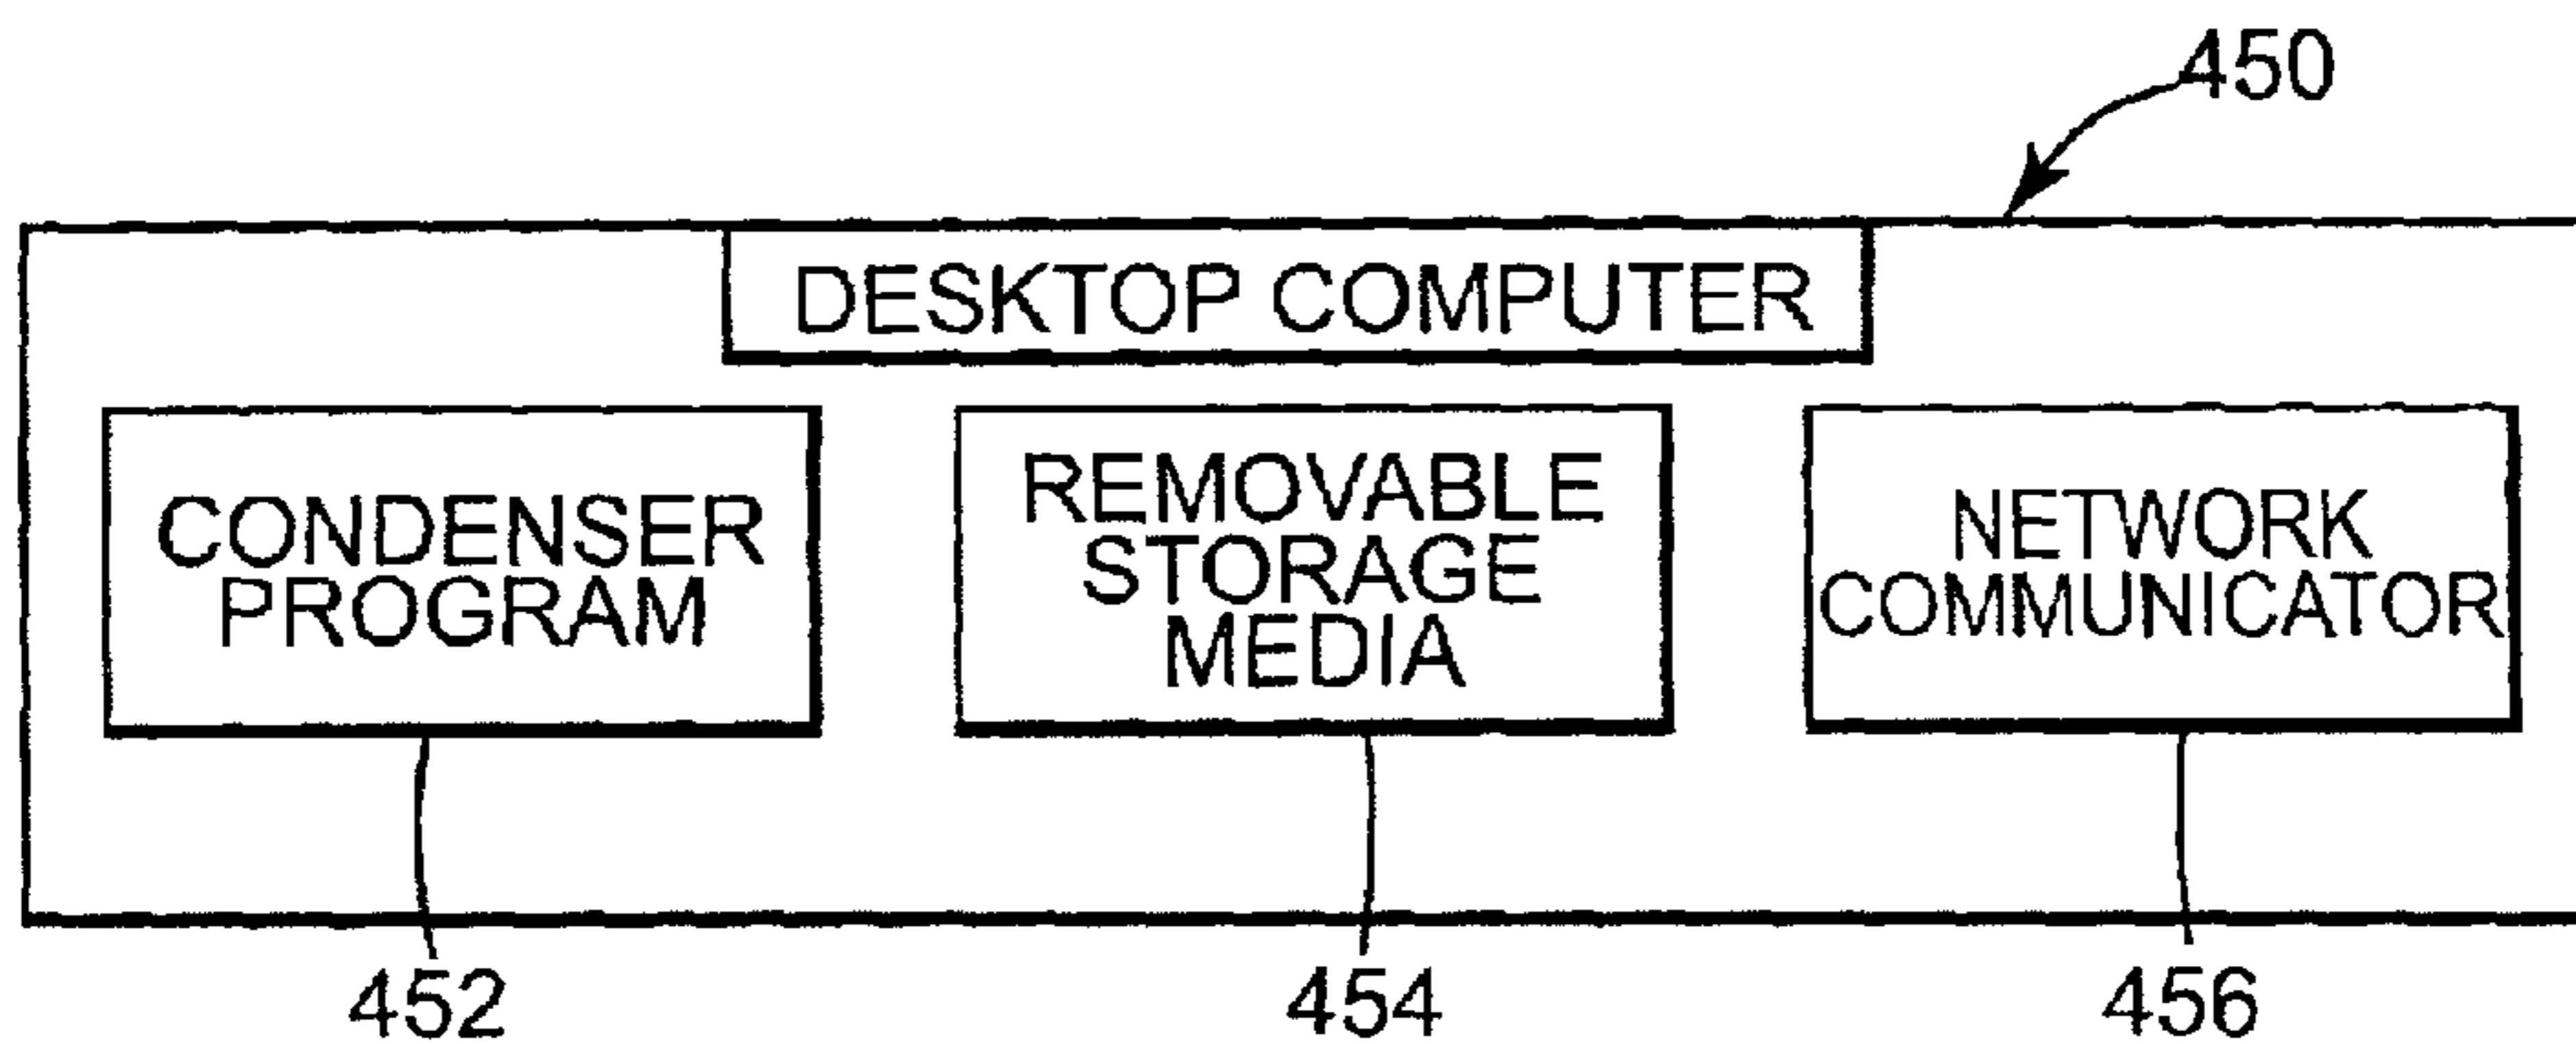 450
DESKTOP COMPUTER
CONDENSER
PROGRAM
REMOVABLE
STORAGE
MEDIA
NETWORK
COMMUNICATOR
452
454
456